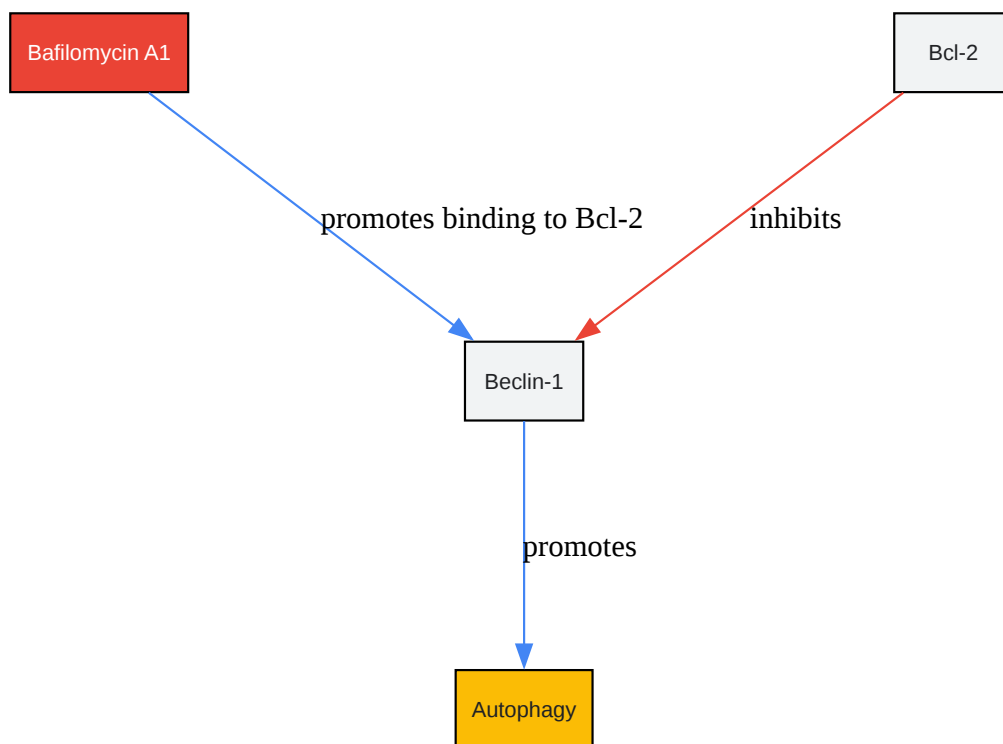 Bafilomycin A1
Bcl-2
promotes binding to Bcl-2
inhibits
Beclin-1
promotes
Autophagy